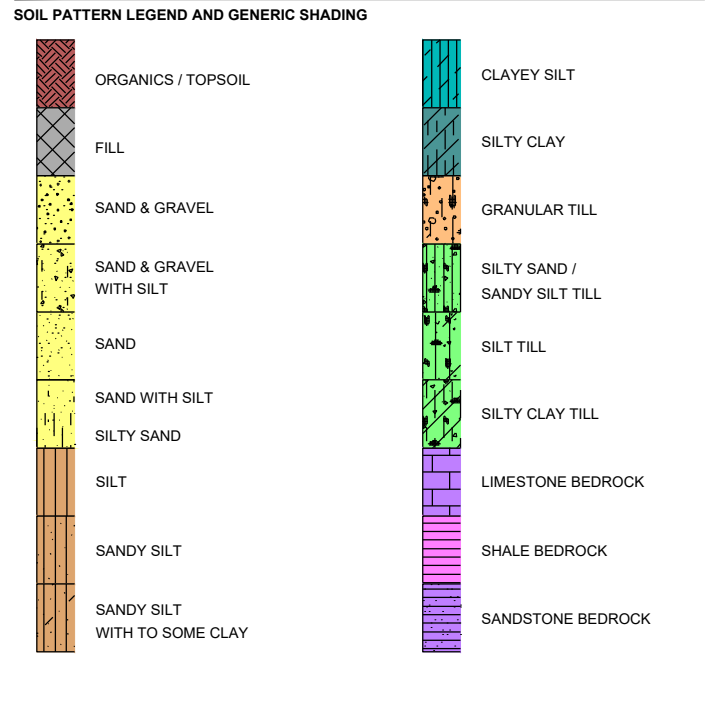 SOIL PATTERN LEGEND AND GENERIC SHADING
ORGANICS / TOPSOIL
FILL
SAND & GRAVEL
SAND & GRAVEL
WITH SILT
SAND
SAND WITH SILT
SILTY SAND
SILT
SANDY SILT
SANDY SILT
WITH TO SOME CLAY
CLAYEY SILT
SILTY CLAY
GRANULAR TILL
SILTY SAND /
SANDY SILT TILL
SILT TILL
SILTY CLAY TILL
LIMESTONE BEDROCK
SHALE BEDROCK
SANDSTONE BEDROCK